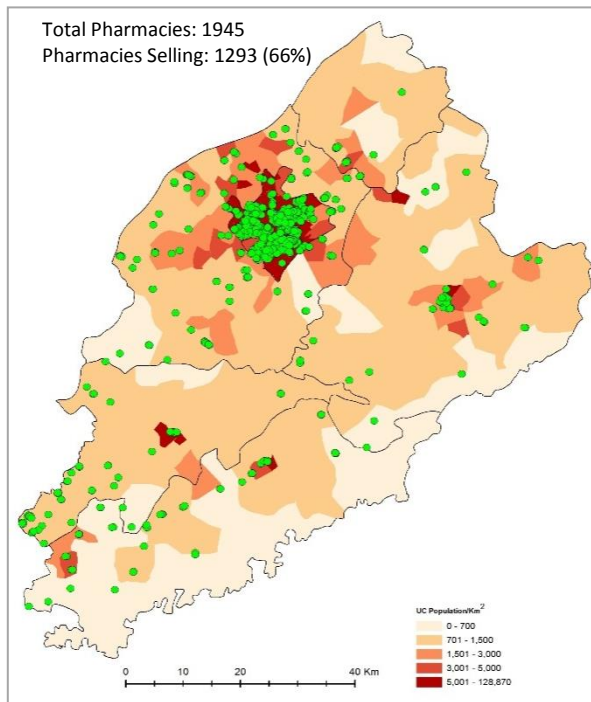 Total Pharmacies: 1945
Pharmacies Selling: 1293 (66%)
UC Population/Km²
0 - 700
701 - 1,500
1,501 - 3,000
3,001 - 5,000
5,001 - 128,870
0 10 20 40 Km